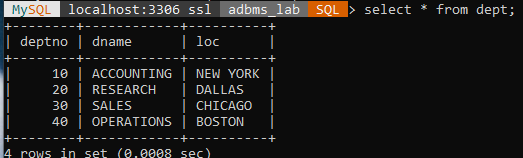 MySQL localhost:3306 ssl adbms_lab SQL > select * from dept;
+--------+------------+----------+
| deptno | dname      | loc      |
+--------+------------+----------+
|     10 | ACCOUNTING | NEW YORK |
|     20 | RESEARCH   | DALLAS   |
|     30 | SALES      | CHICAGO  |
|     40 | OPERATIONS | BOSTON   |
+--------+------------+----------+
4 rows in set (0.0008 sec)